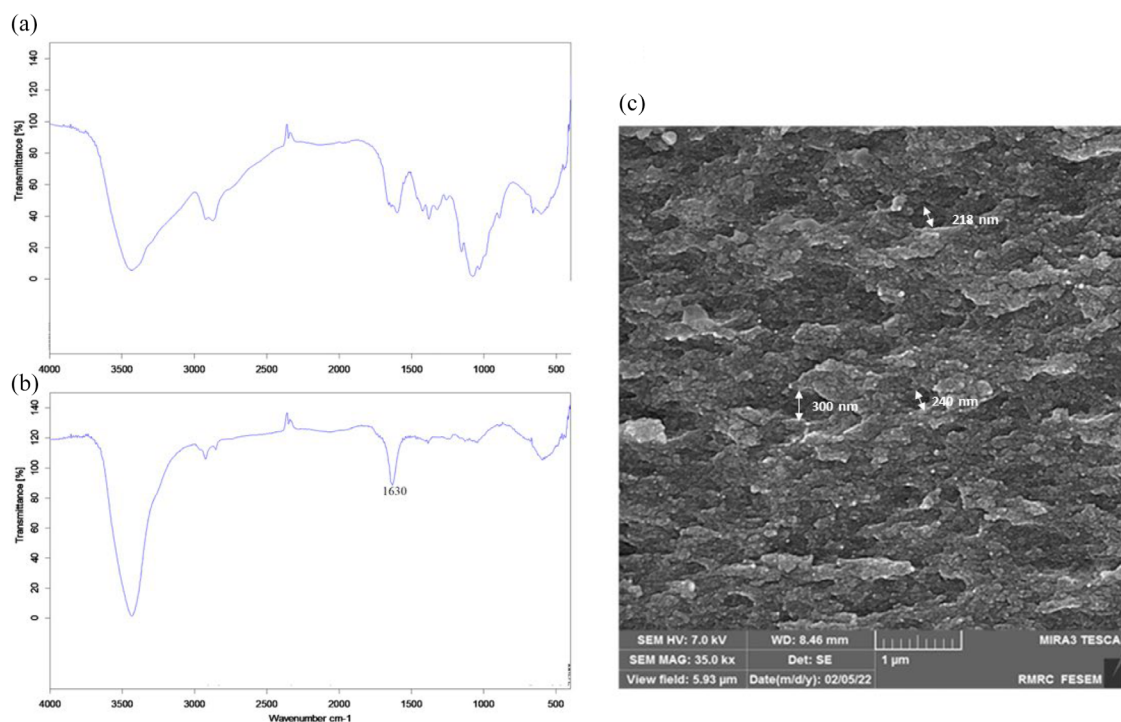 (a)
Transmittance [%]
140
120
100
80
60
40
20
0
4000 3500 3000 2500 2000 1500 1000 500
(b)
Transmittance [%]
140
120
100
80
60
40
20
0
1630
4000 3500 3000 2500 2000 1500 1000 500
Wavenumber cm-1
(c)
218 nm
300 nm
240 nm
SEM HV: 7.0 kV WD: 8.46 mm MIRA3 TESCA
SEM MAG: 35.0 kx Det: SE 1 µm
View field: 5.93 µm Date(m/d/y): 02/05/22 RMRC FESEM